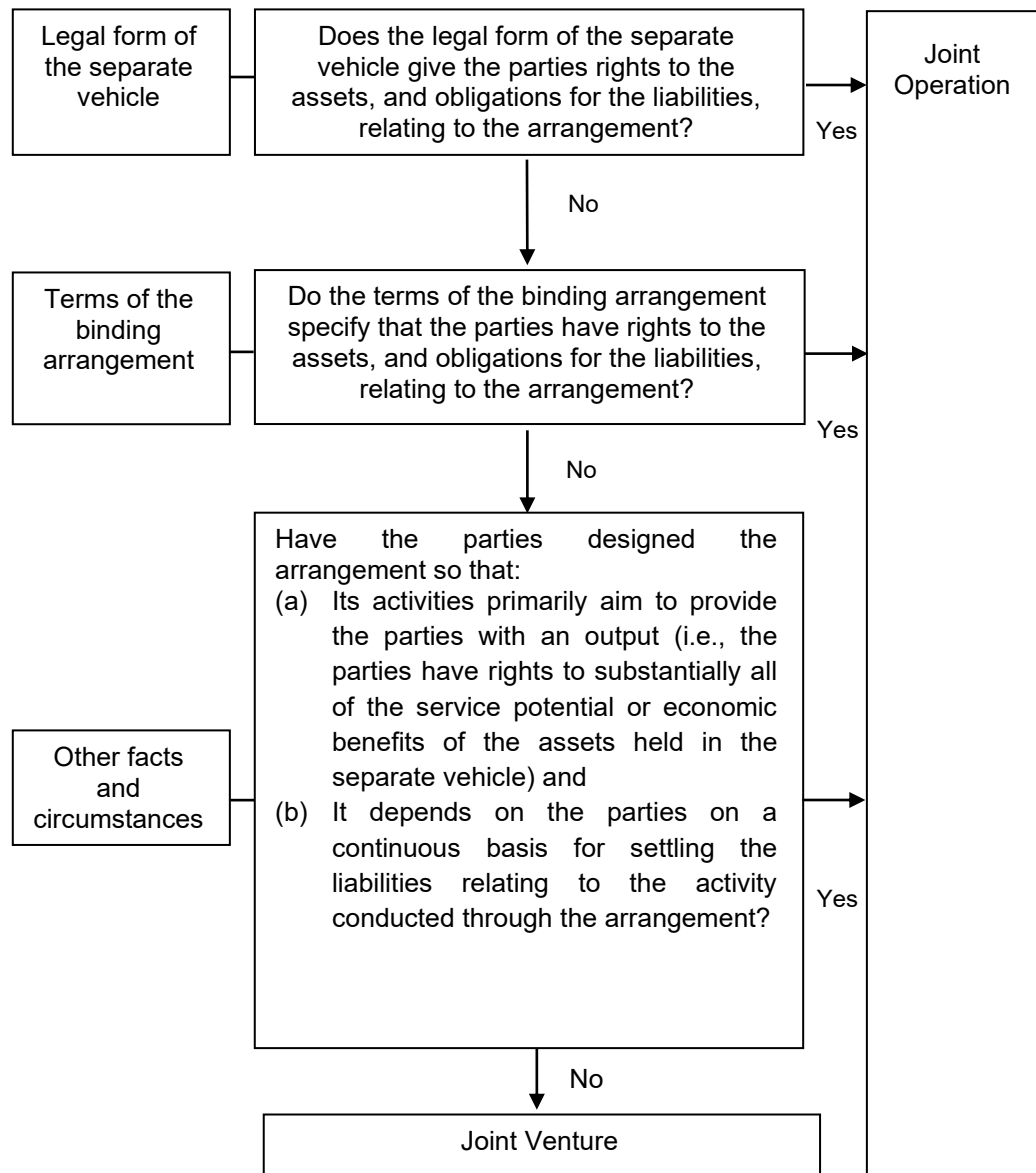 Legal form of
the separate
vehicle
Does the legal form of the separate
vehicle give the parties rights to the
assets, and obligations for the liabilities,
relating to the arrangement?
Joint
Operation
Yes
No
Terms of the
binding
arrangement
Do the terms of the binding arrangement
specify that the parties have rights to the
assets, and obligations for the liabilities,
relating to the arrangement?
Yes
No
Other facts
and
circumstances
Have the parties designed the
arrangement so that:
(a) Its activities primarily aim to provide
the parties with an output (i.e., the
parties have rights to substantially all
of the service potential or economic
benefits of the assets held in the
separate vehicle) and
(b) It depends on the parties on a
continuous basis for settling the
liabilities relating to the activity
conducted through the arrangement?
Yes
No
Joint Venture